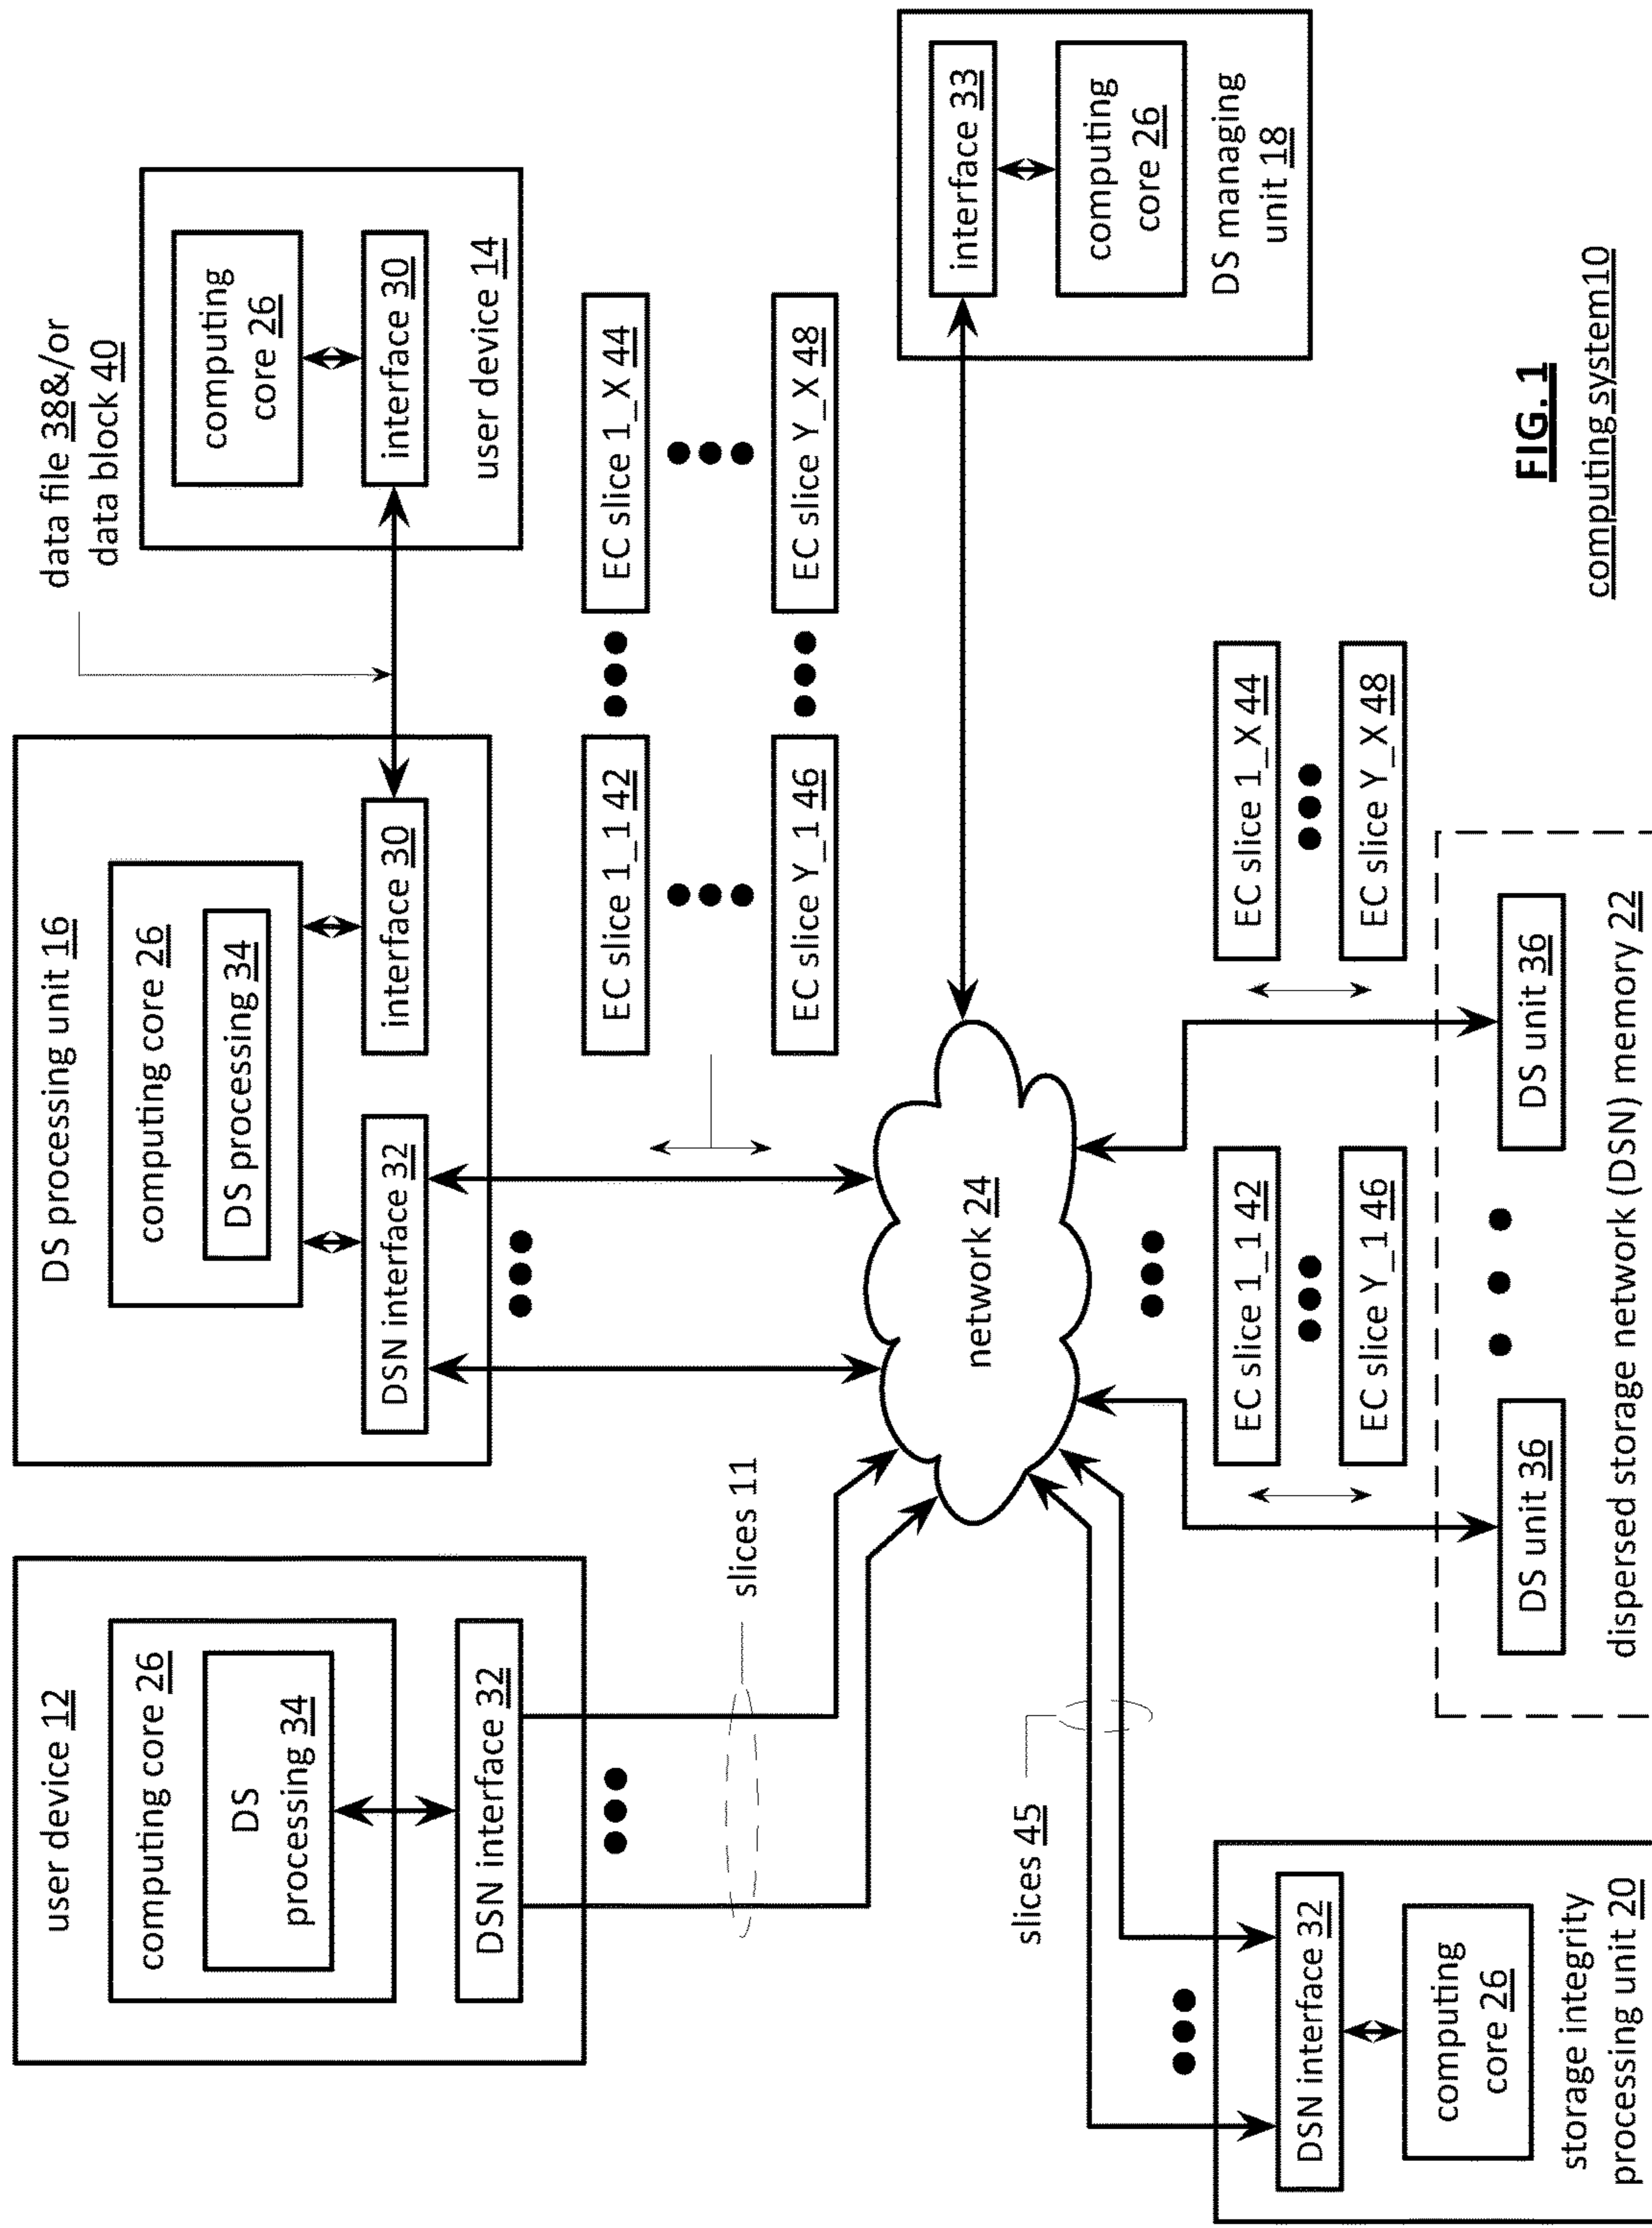 user device 12
computing core 26
DS
processing 34
DSN interface 32
slices 11
DS processing unit 16
computing core 26
DS processing 34
DSN interface 32
interface 30
data file 38&/or
data block 40
computing
core 26
interface 30
user device 14
EC slice 1_1 42
EC slice 1_X 44
EC slice Y_1 46
EC slice Y_X 48
network 24
interface 33
computing
core 26
DS managing
unit 18
slices 45
DSN interface 32
computing
core 26
storage integrity
processing unit 20
EC slice 1_1 42
EC slice Y_1 46
EC slice 1_X 44
EC slice Y_X 48
DS unit 36
DS unit 36
dispersed storage network (DSN) memory 22
FIG. 1
computing system10